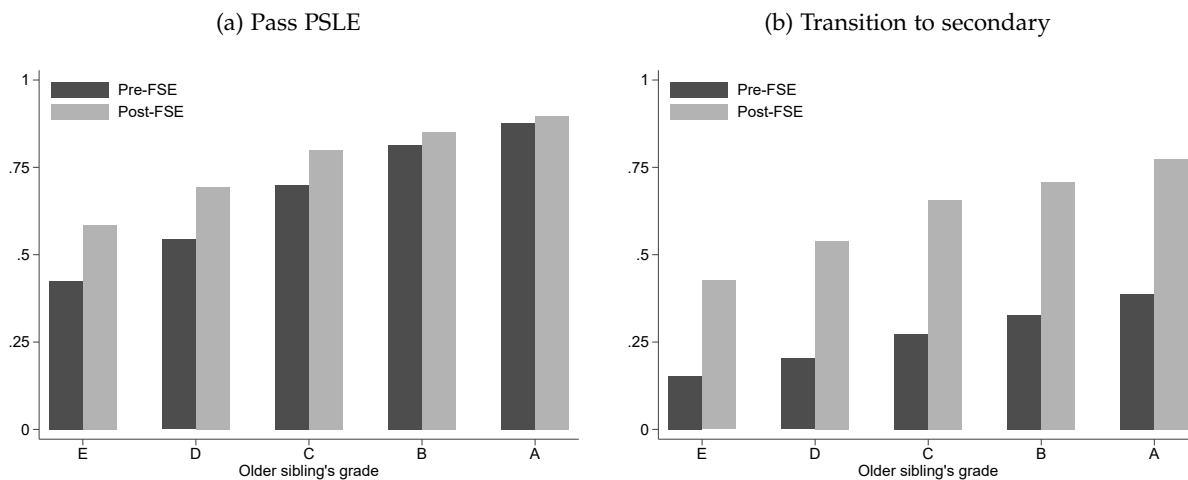 (a) Pass PSLE
1
.75
.5
.25
0
Pre-FSE
Post-FSE
E D C B A
Older sibling's grade
(b) Transition to secondary
1
.75
.5
.25
0
Pre-FSE
Post-FSE
E D C B A
Older sibling's grade